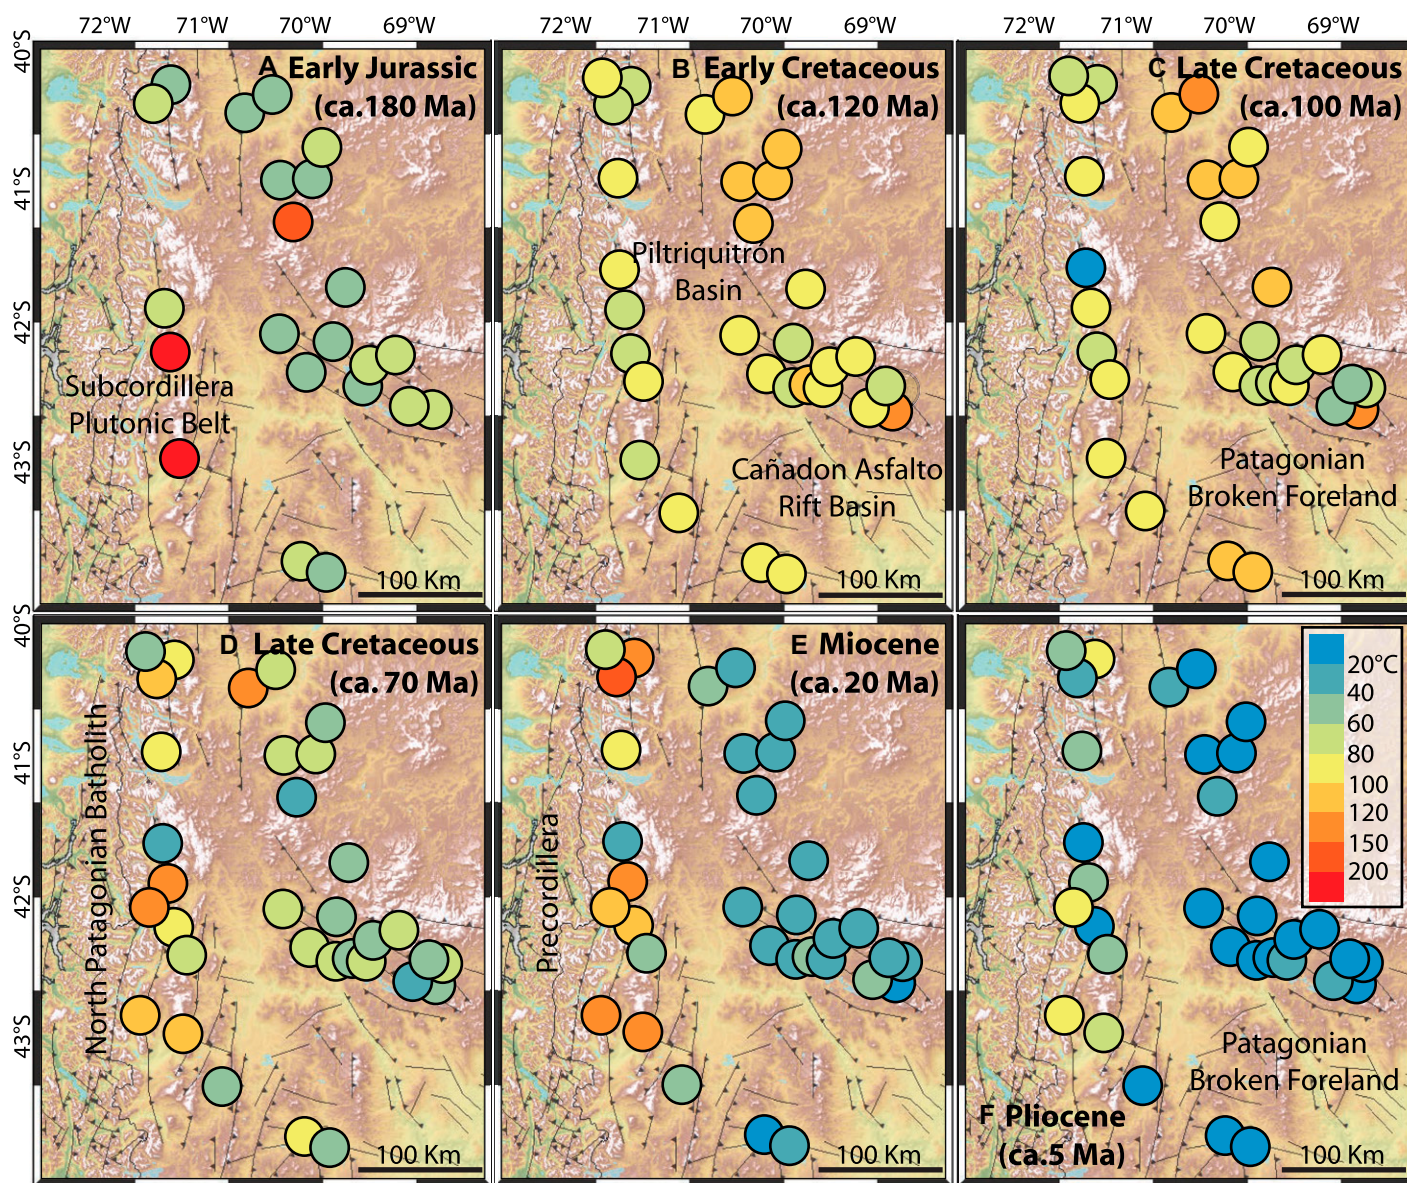 72°W 71°W 70°W 69°W
72°W 71°W 70°W 69°W
72°W 71°W 70°W 69°W
40°S
41°S
42°S
43°S
A Early Jurassic
(ca.180 Ma)
Subcordillera
Plutonic Belt
100 Km
B Early Cretaceous
(ca.120 Ma)
Piltriquitrón
Basin
Cañadon Asfalto
Rift Basin
100 Km
C Late Cretaceous
(ca.100 Ma)
Patagonian
Broken Foreland
100 Km
40°S
41°S
42°S
43°S
D Late Cretaceous
(ca. 70 Ma)
North Patagonian Batholith
100 Km
E Miocene
(ca. 20 Ma)
Precordillera
100 Km
20°C
40
60
80
100
120
150
200
Patagonian
Broken Foreland
F Pliocene
(ca.5 Ma)
100 Km